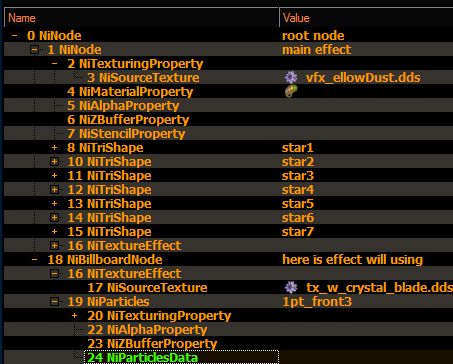 Name Value
0 NiNode root node
1 NiNode main effect
2 NiTexturingProperty
3 NiSourceTexture vfx_ellowDust.dds
4 NiMaterialProperty
5 NiAlphaProperty
6 NiZBufferProperty
7 NiStencilProperty
8 NiTriShape star1
10 NiTriShape star2
11 NiTriShape star3
12 NiTriShape star4
13 NiTriShape star5
14 NiTriShape star6
15 NiTriShape star7
16 NiTextureEffect
18 NiBillboardNode here is effect will using
16 NiTextureEffect
17 NiSourceTexture tx_w_crystal_blade.dds
19 NiParticles 1pt_front3
20 NiTexturingProperty
22 NiAlphaProperty
23 NiZBufferProperty
24 NiParticlesData